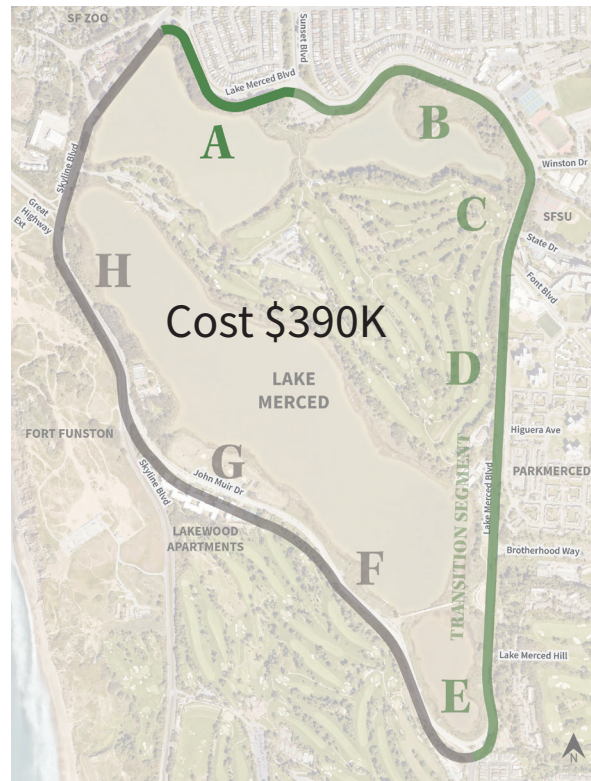 SF ZOO
Sunset Blvd
Lake Merced Blvd
A
B
Winston Dr
Skyline Blvd
Great
Highway
Ext
C
SFSU
State Dr
H
Font Blvd
Cost $390K
D
LAKE
MERCED
FORT FUNSTON
Higuera Ave
G
PARKMERCED
John Muir Dr
Skyline Blvd
Lake Merced Blvd
TRANSITION SEGMENT
LAKEWOOD
APARTMENTS
Brotherhood Way
F
Lake Merced Hill
E
N